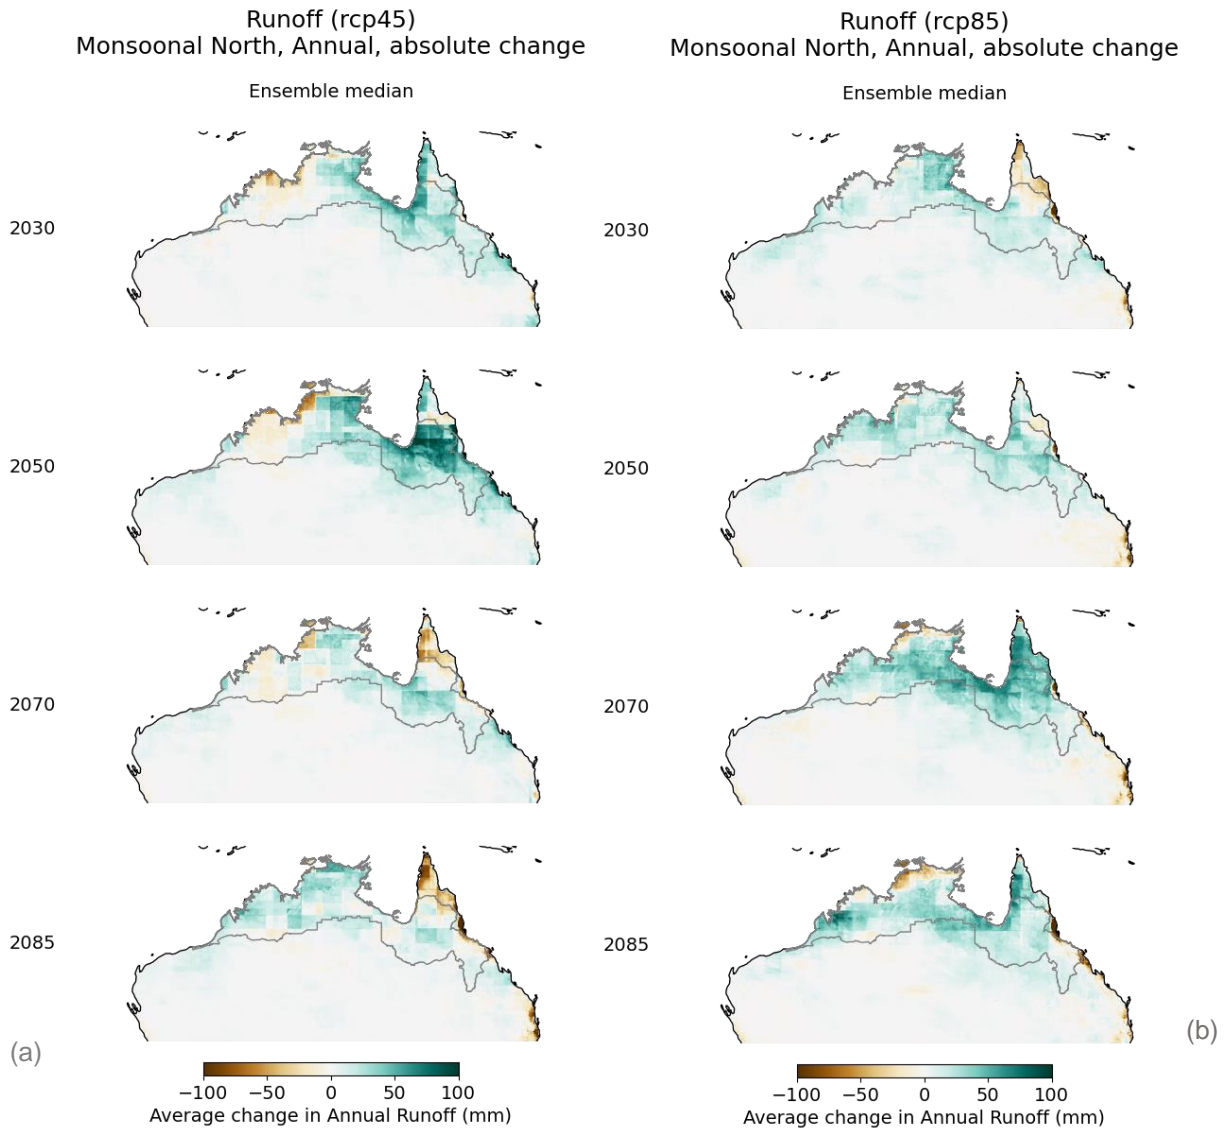 Runoff (rcp45)
Monsoonal North, Annual, absolute change
Ensemble median
2030
2050
2070
2085
(a)
−100 −50 0 50 100
Average change in Annual Runoff (mm)
Runoff (rcp85)
Monsoonal North, Annual, absolute change
Ensemble median
2030
2050
2070
2085
(b)
−100 −50 0 50 100
Average change in Annual Runoff (mm)